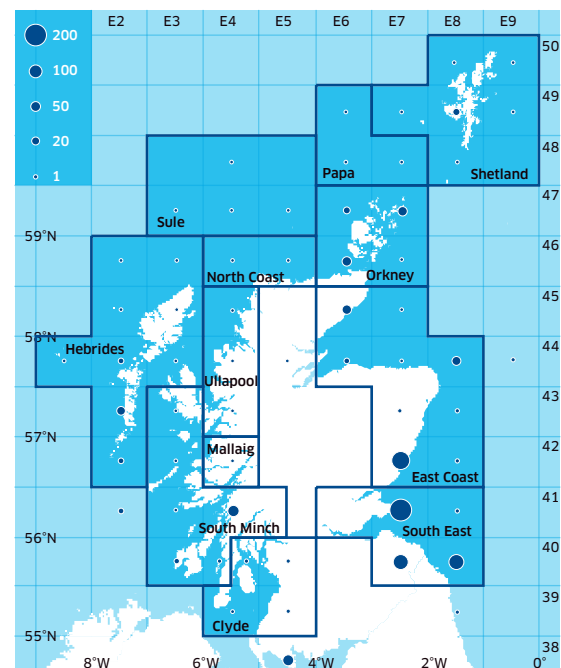 E2 E3 E4 E5 E6 E7 E8 E9
200
50
100
49
50
20
48
Papa
1
Shetland
47
Sule
59°N
46
North Coast
Orkney
45
58°N
Hebrides
44
Ullapool
43
57°N
Mallaig
42
East Coast
41
South Minch
South East
56°N
40
39
Clyde
55°N
38
8°W 6°W 4°W 2°W 0°